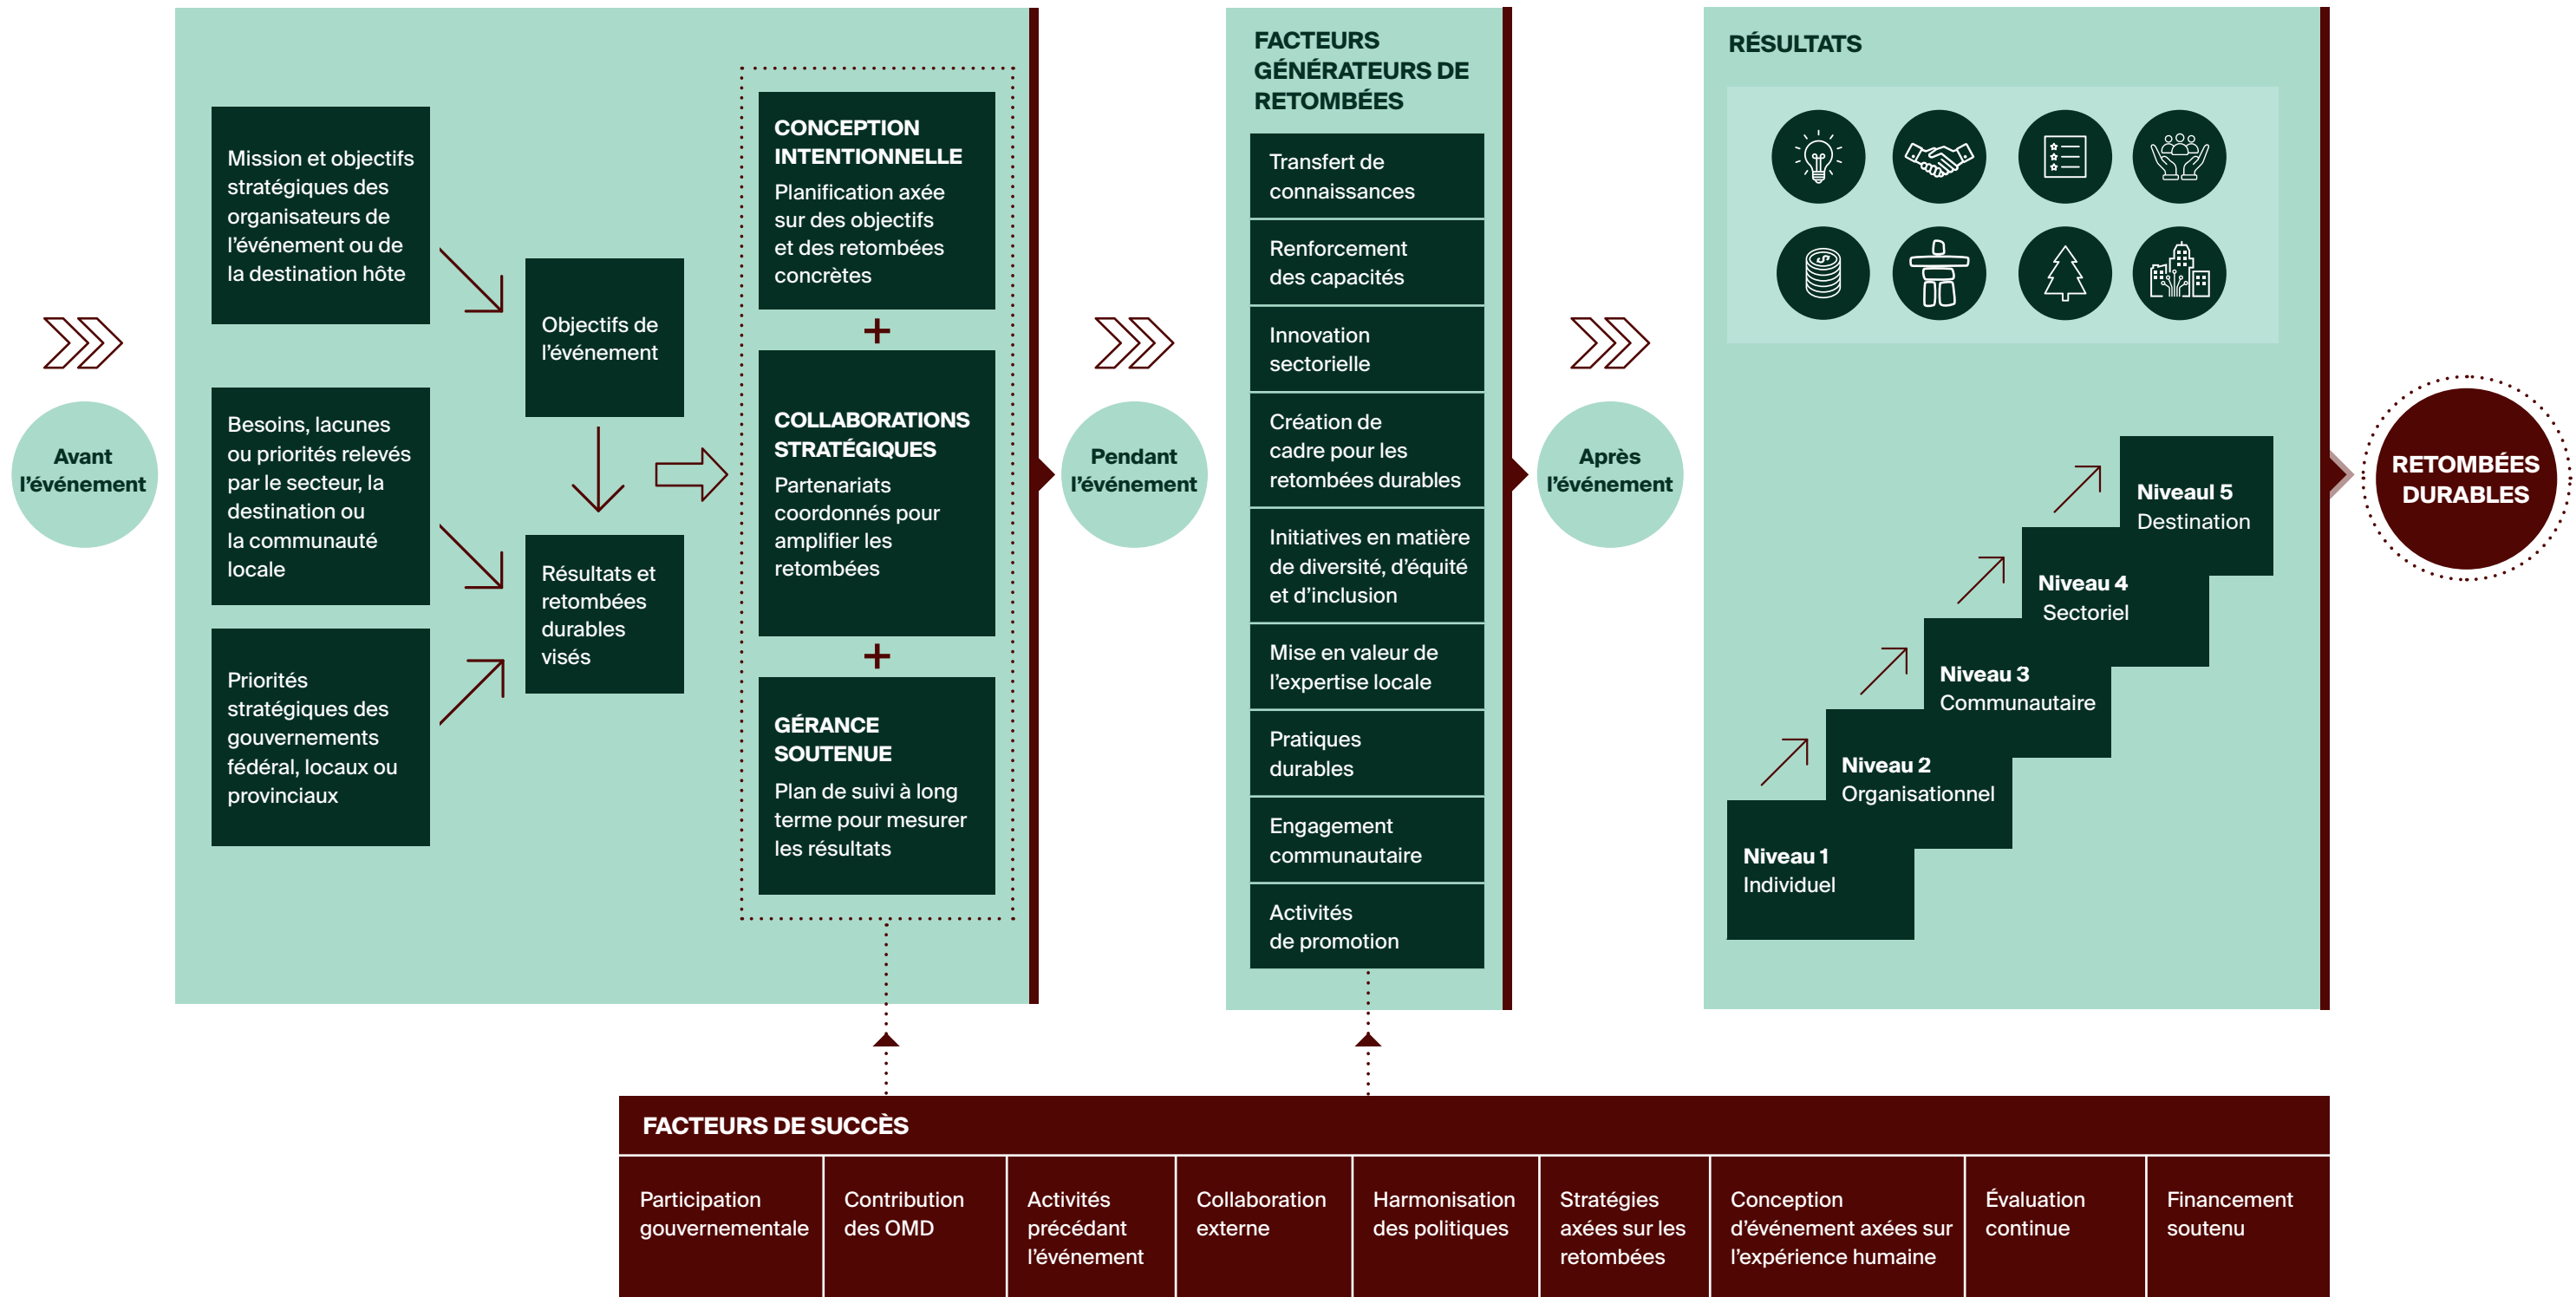 Avant
l'événement
Mission et objectifs
stratégiques des
organisateurs de
l'événement ou de
la destination hôte
Besoins, lacunes
ou priorités relevés
par le secteur, la
destination ou
la communauté
locale
Priorités
stratégiques des
gouvernements
fédéral, locaux ou
provinciaux
Objectifs de
l'événement
Résultats et
retombées
durables
visés
CONCEPTION
INTENTIONNELLE
Planification axée
sur des objectifs
et des retombées
concrètes
+
COLLABORATIONS
STRATÉGIQUES
Partenariats
coordonnés pour
amplifier les
retombées
+
GÉRANCE
SOUTENUE
Plan de suivi à long
terme pour mesurer
les résultats
Pendant
l'événement
FACTEURS
GÉNÉRATEURS DE
RETOMBÉES
Transfert de
connaissances
Renforcement
des capacités
Innovation
sectorielle
Création de
cadre pour les
retombées durables
Initiatives en matière
de diversité, d'équité
et d'inclusion
Mise en valeur de
l'expertise locale
Pratiques
durables
Engagement
communautaire
Activités
de promotion
Après
l'événement
RÉSULTATS
$
Niveaul 5
Destination
Niveau 4
Sectoriel
Niveau 3
Communautaire
Niveau 2
Organisationnel
Niveau 1
Individuel
RETOMBÉES
DURABLES
FACTEURS DE SUCCÈS
Participation
gouvernementale
Contribution
des OMD
Activités
précédant
l'événement
Collaboration
externe
Harmonisation
des politiques
Stratégies
axées sur les
retombées
Conception
d'événement axées sur
l'expérience humaine
Évaluation
continue
Financement
soutenu